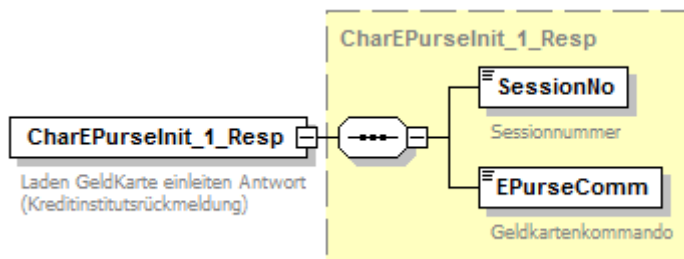 CharEPurseInit_1_Resp
SessionNo
Sessionnummer
CharEPurseInit_1_Resp
Laden GeldKarte einleiten Antwort
(Kreditinstitutsrückmeldung)
EPurseComm
Geldkartenkommando